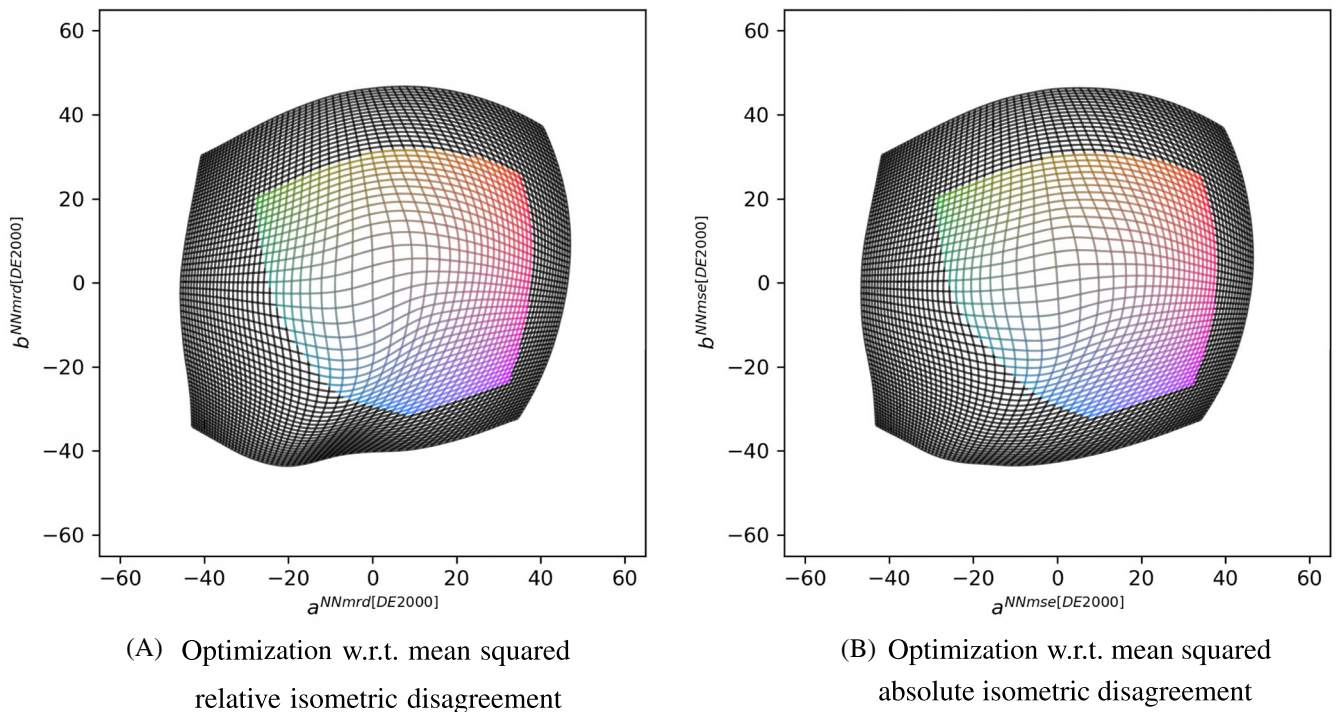 60
40
20
0
−20
−40
−60
b^{NNmrd[DE2000]}
−60 −40 −20 0 20 40 60
a^{NNmrd[DE2000]}
(A) Optimization w.r.t. mean squared
relative isometric disagreement
60
40
20
0
−20
−40
−60
b^{NNmse[DE2000]}
−60 −40 −20 0 20 40 60
a^{NNmse[DE2000]}
(B) Optimization w.r.t. mean squared
absolute isometric disagreement